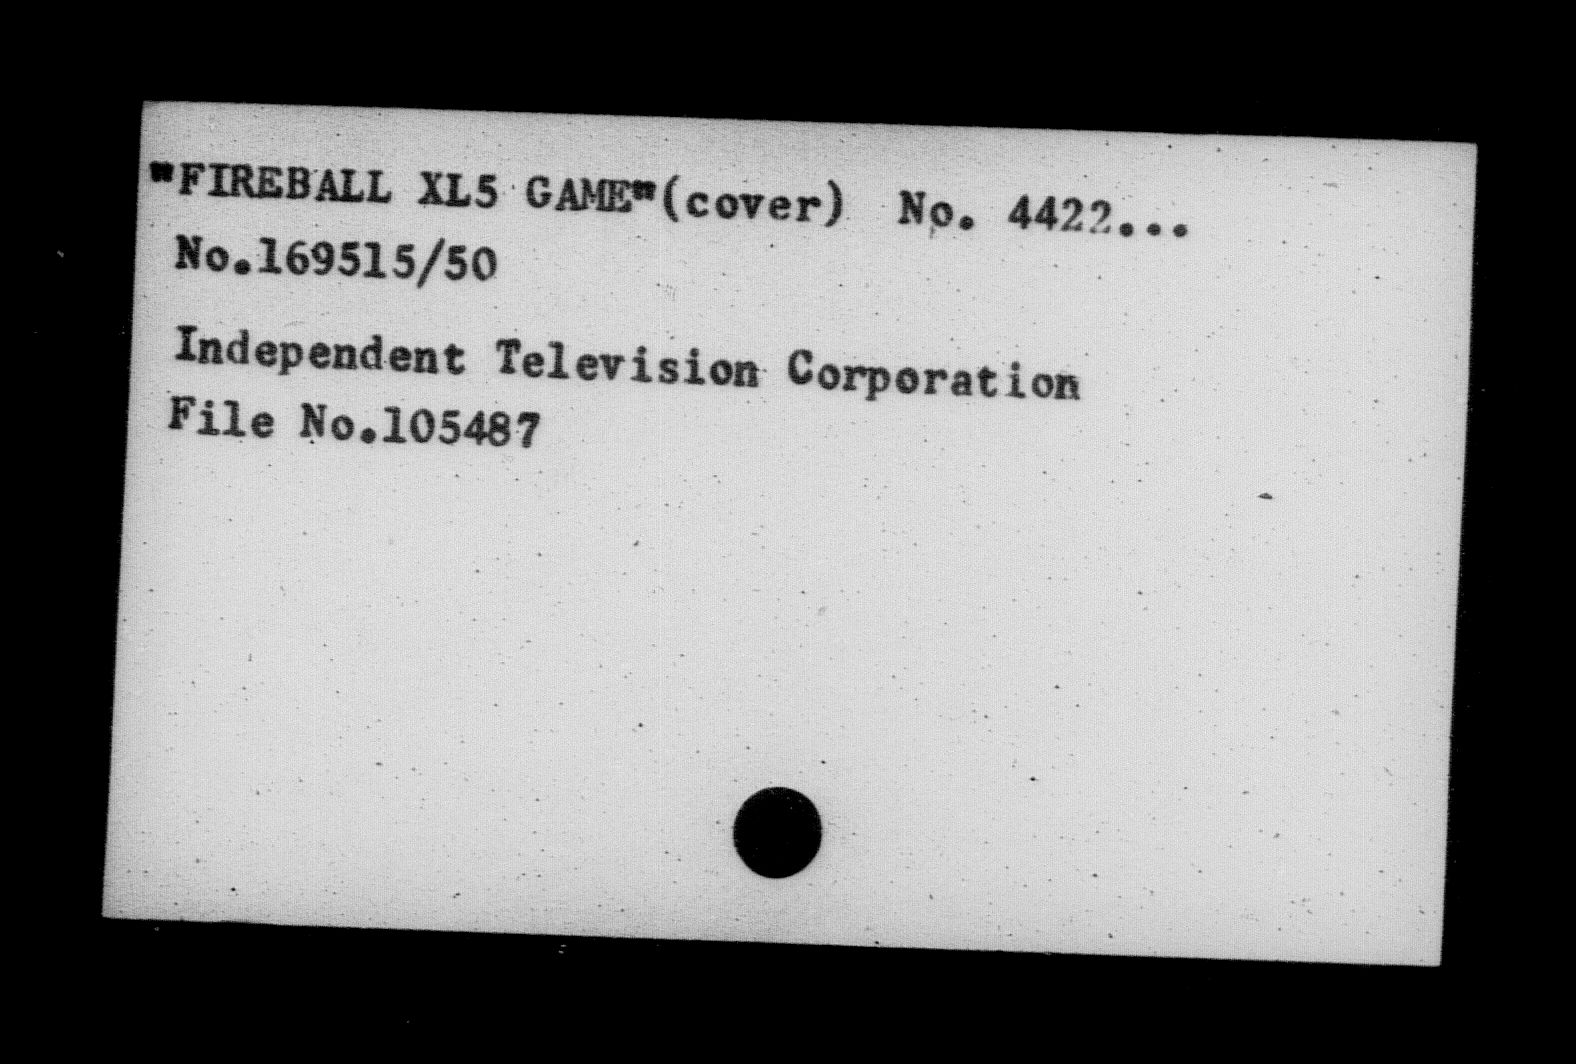 "FIREBALL XL5 GAME"(cover) No. 4422...
No.169515/50
Independent Television Corporation
File No.105487